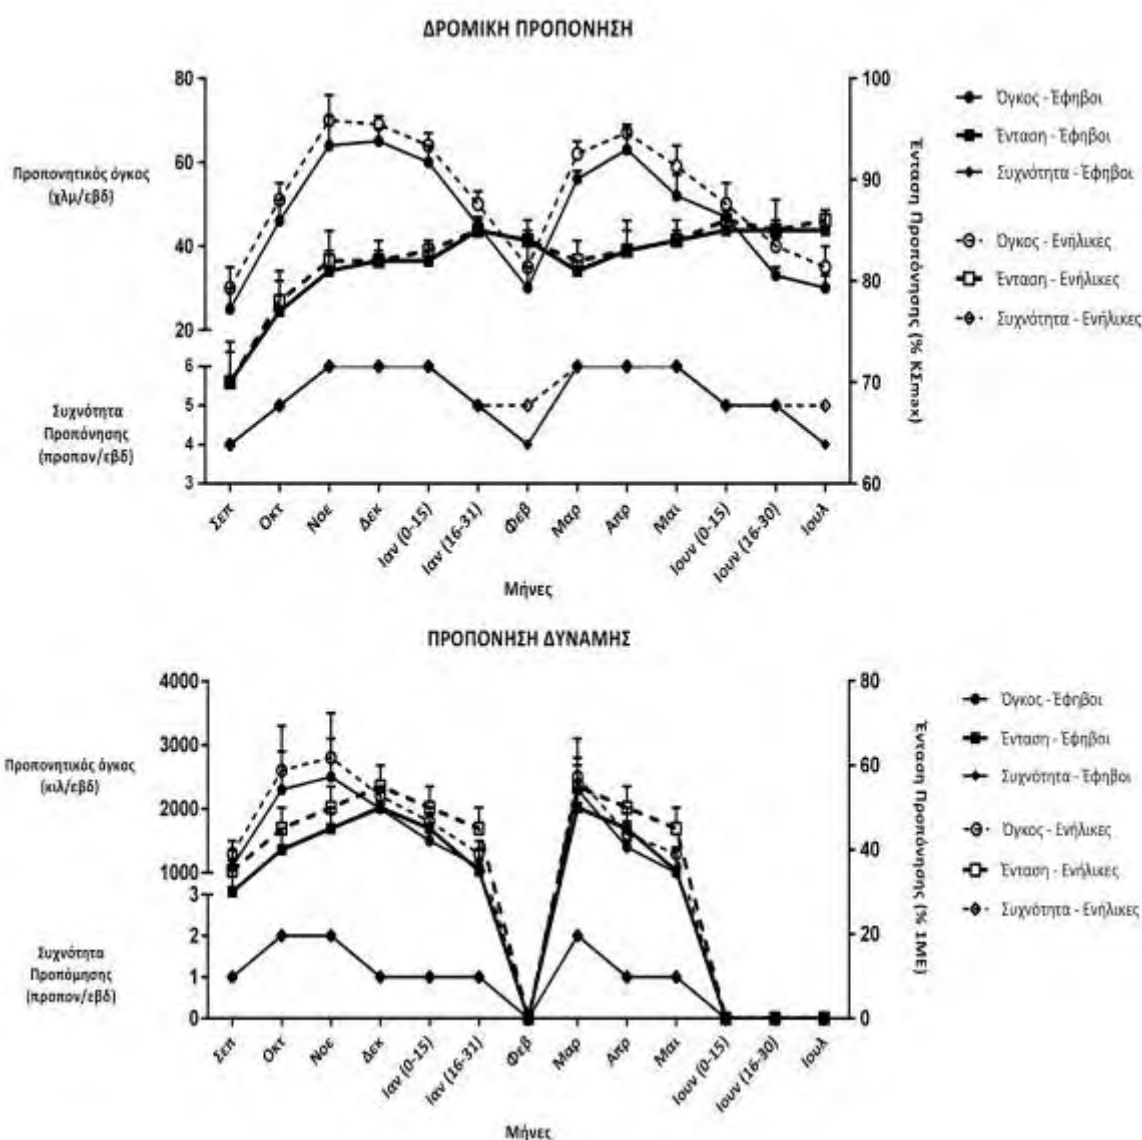 ΔΡΟΜΙΚΗ ΠΡΟΠΟΝΗΣΗ
Προπονητικός όγκος
(χλμ/εβδ)
80
60
40
20
Συχνότητα
Προπόνησης
(προπον/εβδ)
6
5
4
3
100
90
80
70
60
Ένταση Προπόνησης (% ΚΣmax)
Όγκος - Έφηβοι
Ένταση - Έφηβοι
Συχνότητα - Έφηβοι
Όγκος - Ενήλικες
Ένταση - Ενήλικες
Συχνότητα - Ενήλικες
Σεπ
Οκτ
Νοε
Δεκ
Ιαν (0-15)
Ιαν (16-31)
Φεβ
Μαρ
Απρ
Μαι
Ιουν (0-15)
Ιουν (16-30)
Ιουλ
Μήνες
ΠΡΟΠΟΝΗΣΗ ΔΥΝΑΜΗΣ
Προπονητικός όγκος
(κιλ/εβδ)
4000
3000
2000
1000
Συχνότητα
Προπόμησης
(προπον/εβδ)
3
2
1
0
80
60
40
20
0
Ένταση Προπόνησης (% 1ΜΕ)
Όγκος - Έφηβοι
Ένταση - Έφηβοι
Συχνότητα - Έφηβοι
Όγκος - Ενήλικες
Ένταση - Ενήλικες
Συχνότητα - Ενήλικες
Σεπ
Οκτ
Νοε
Δεκ
Ιαν (0-15)
Ιαν (16-31)
Φεβ
Μαρ
Απρ
Μαι
Ιουν (0-15)
Ιουν (16-30)
Ιουλ
Μήνες